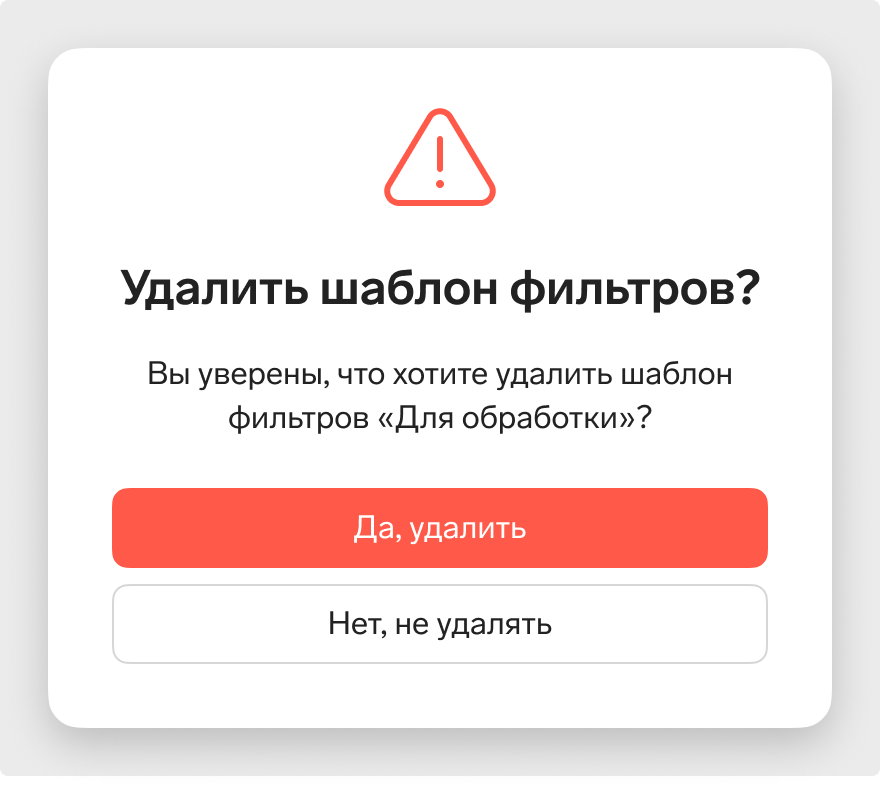 Удалить шаблон фильтров?
Вы уверены, что хотите удалить шаблон
фильтров «Для обработки»?
Да, удалить
Нет, не удалять